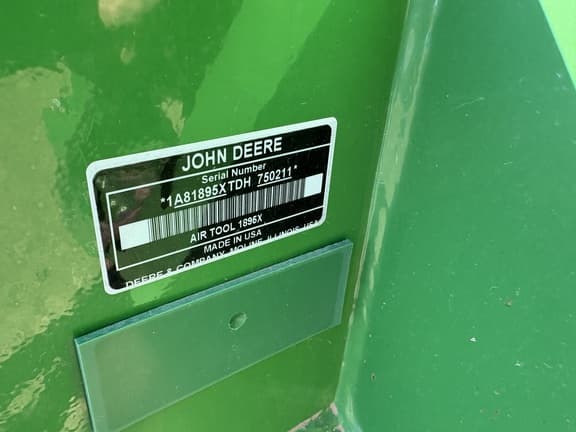 JOHN DEERE
Serial Number
*1A81895XTDH 750211*
AIR TOOL 1895X
MADE IN USA
DEERE & COMPANY, MOLINE, ILLINOIS, USA